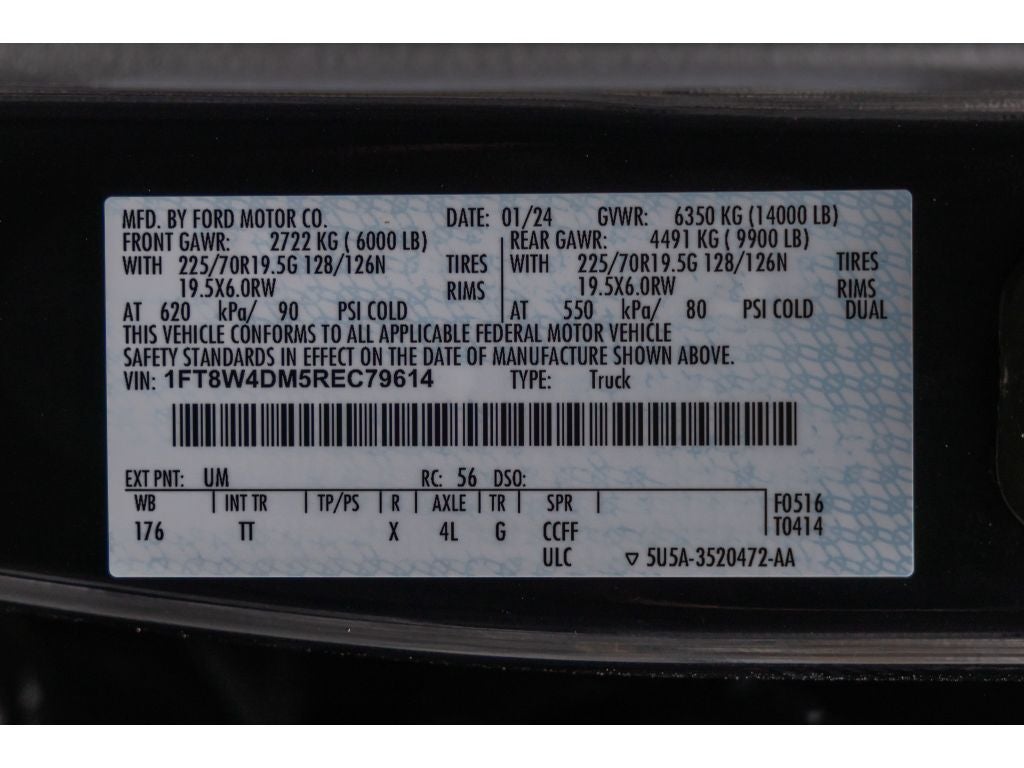 MFD. BY FORD MOTOR CO. DATE: 01/24 GVWR: 6350 KG (14000 LB)
FRONT GAWR: 2722 KG ( 6000 LB) REAR GAWR: 4491 KG ( 9900 LB)
WITH 225/70R19.5G 128/126N TIRES WITH 225/70R19.5G 128/126N TIRES
19.5X6.0RW RIMS 19.5X6.0RW RIMS
AT 620 kPa/ 90 PSI COLD AT 550 kPa/ 80 PSI COLD DUAL
THIS VEHICLE CONFORMS TO ALL APPLICABLE FEDERAL MOTOR VEHICLE
SAFETY STANDARDS IN EFFECT ON THE DATE OF MANUFACTURE SHOWN ABOVE.
VIN: 1FT8W4DM5REC79614 TYPE: Truck
EXT PNT: UM RC: 56 DSO:
WB INT TR TP/PS R AXLE TR SPR F0516
176 TT X 4L G CCFF T0414
ULC ▽ 5U5A-3520472-AA